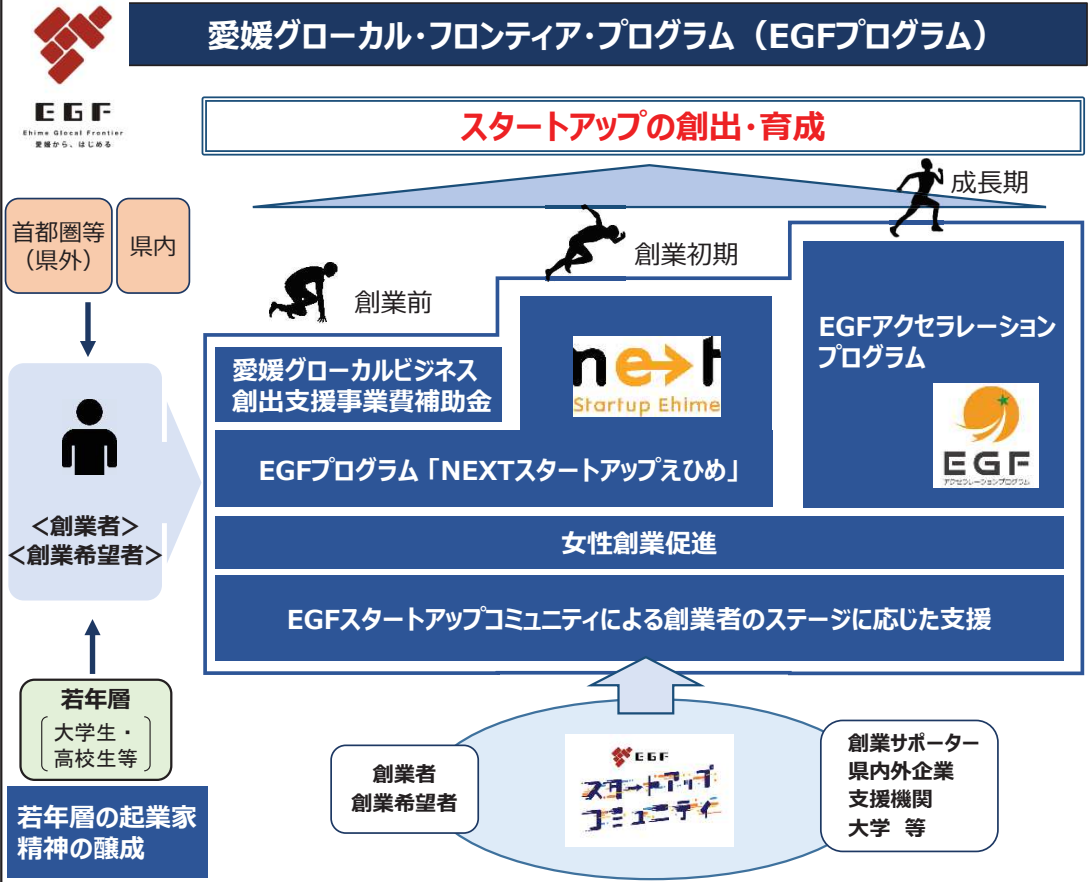 愛媛グローカル・フロンティア・プログラム（EGFプログラム）
EGF
Ehime Glocal Frontier
愛媛から、はじめる
スタートアップの創出・育成
成長期
創業初期
創業前
首都圏等
（県外）
県内
＜創業者＞
＜創業希望者＞
若年層
大学生・
高校生等
若年層の起業家
精神の醸成
愛媛グローカルビジネス
創出支援事業費補助金
next
Startup Ehime
EGFプログラム「NEXTスタートアップえひめ」
EGFアクセラレーション
プログラム
EGF
アクセラレーションプログラム
女性創業促進
EGFスタートアップコミュニティによる創業者のステージに応じた支援
創業者
創業希望者
EGF
スタートアップ
コミュニティ
創業サポーター
県内外企業
支援機関
大学 等